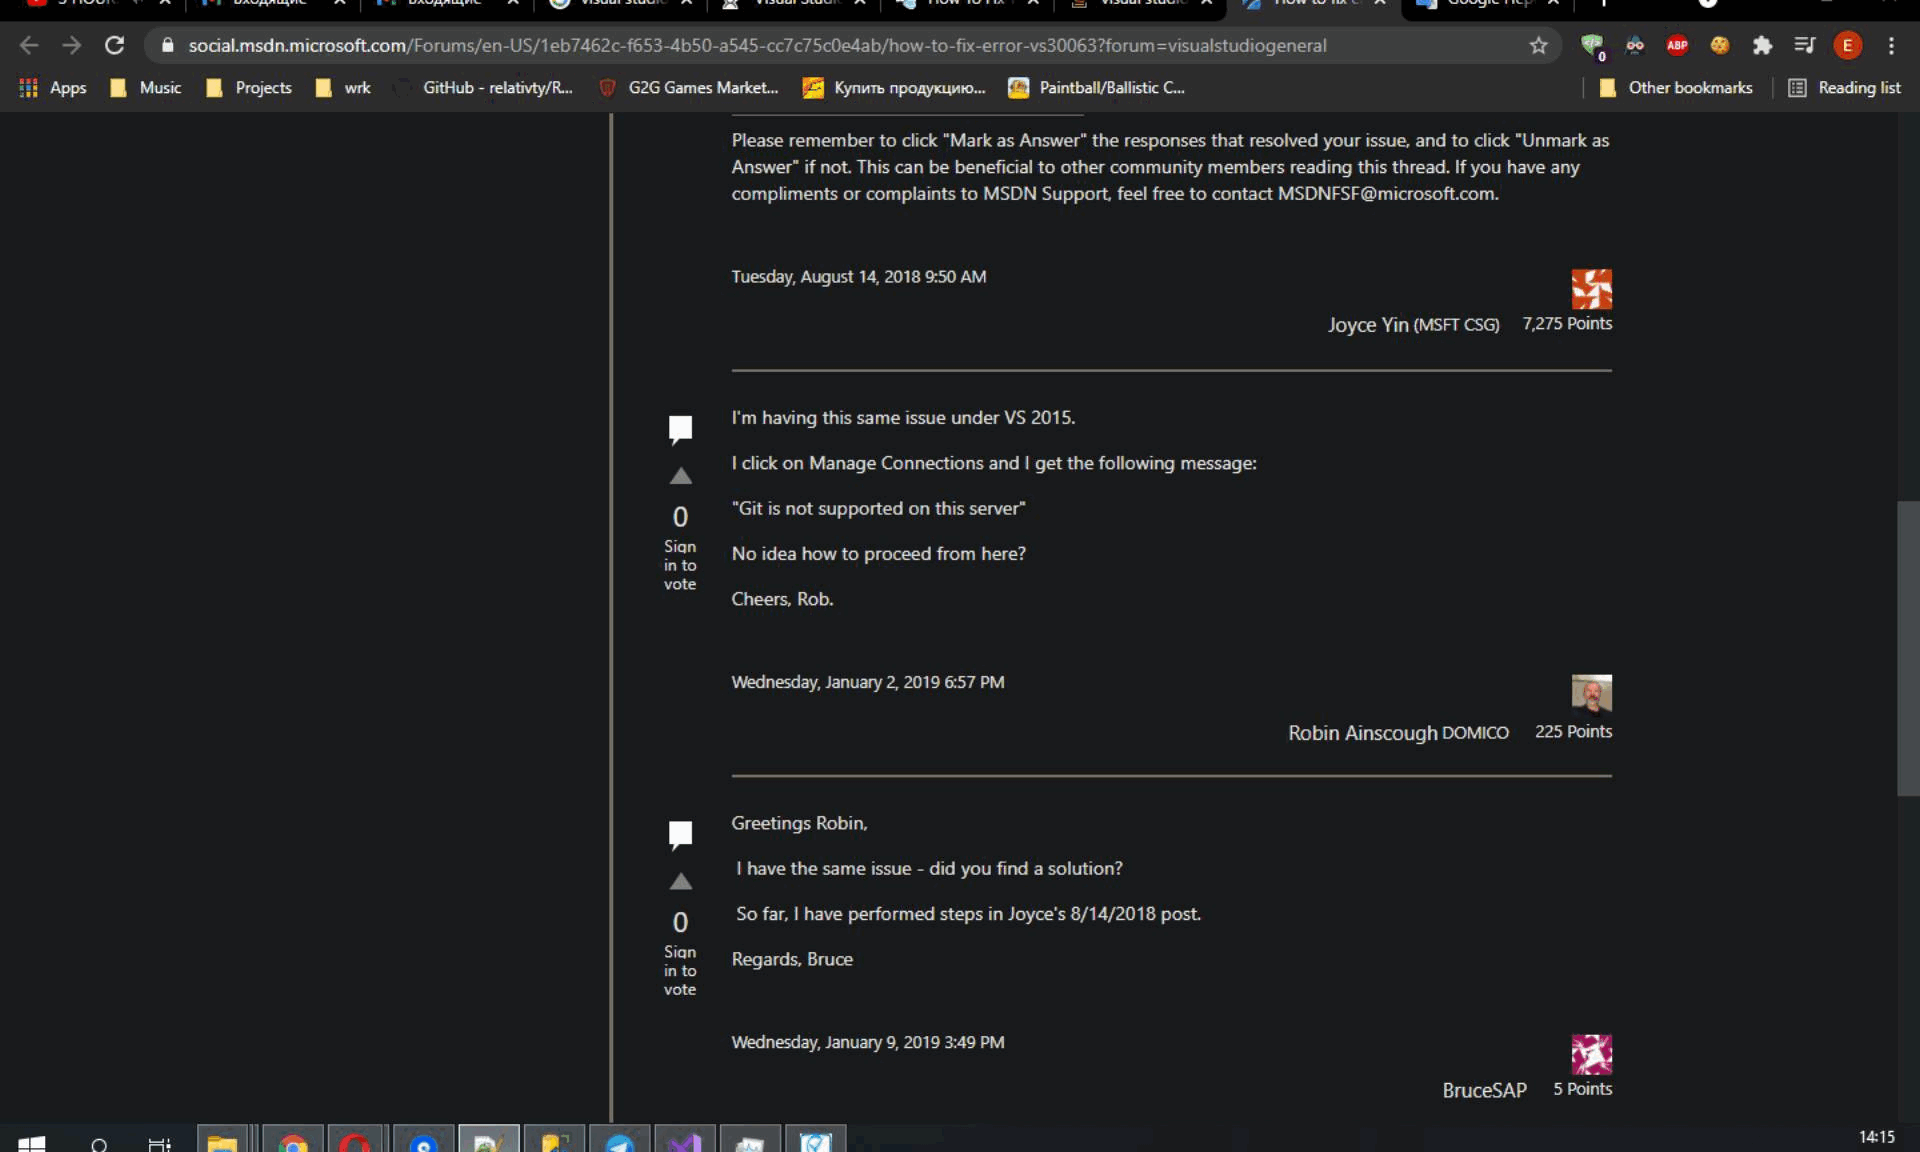 Входящие
Входящие
social.msdn.microsoft.com/Forums/en-US/1eb7462c-f653-4b50-a545-cc7c75c0e4ab/how-to-fix-error-vs30063?forum=visualstudiogeneral
0
ABP
E
Apps
Music
Projects
wrk
GitHub - relativty/R...
G2G Games Market...
Купить продукцию...
Paintball/Ballistic C...
Other bookmarks
Reading list
Please remember to click "Mark as Answer" the responses that resolved your issue, and to click "Unmark as
Answer" if not. This can be beneficial to other community members reading this thread. If you have any
compliments or complaints to MSDN Support, feel free to contact MSDNFSF@microsoft.com.
Tuesday, August 14, 2018 9:50 AM
Joyce Yin (MSFT CSG) 7,275 Points
I'm having this same issue under VS 2015.
I click on Manage Connections and I get the following message:
"Git is not supported on this server"
No idea how to proceed from here?
Cheers, Rob.
0
Sign
in to
vote
Wednesday, January 2, 2019 6:57 PM
Robin Ainscough DOMICO 225 Points
Greetings Robin,
I have the same issue - did you find a solution?
So far, I have performed steps in Joyce's 8/14/2018 post.
Regards, Bruce
0
Sign
in to
vote
Wednesday, January 9, 2019 3:49 PM
BruceSAP 5 Points
14:15